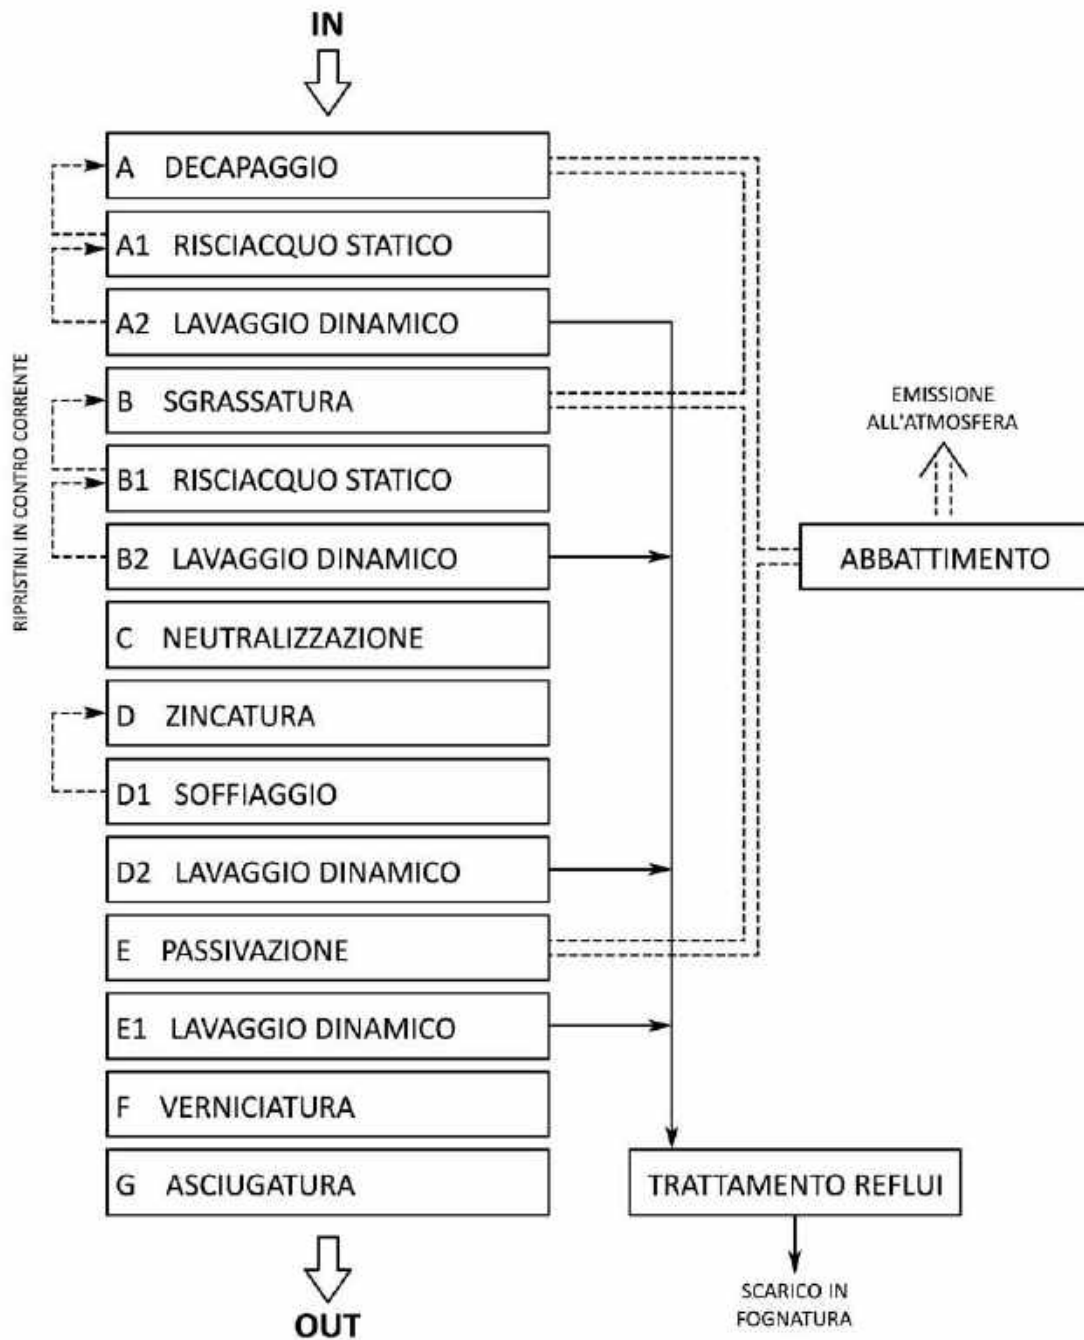 IN
A DECAPAGGIO
A1 RISCIACQUO STATICO
A2 LAVAGGIO DINAMICO
B SGRASSATURA
B1 RISCIACQUO STATICO
B2 LAVAGGIO DINAMICO
C NEUTRALIZZAZIONE
D ZINCATURA
D1 SOFFIAGGIO
D2 LAVAGGIO DINAMICO
E PASSIVAZIONE
E1 LAVAGGIO DINAMICO
F VERNICIATURA
G ASCIUGATURA
OUT
RIPRISTINI IN CONTRO CORRENTE
EMISSIONE
ALL'ATMOSFERA
ABBATTIMENTO
TRATTAMENTO REFLUI
SCARICO IN
FOGNATURA